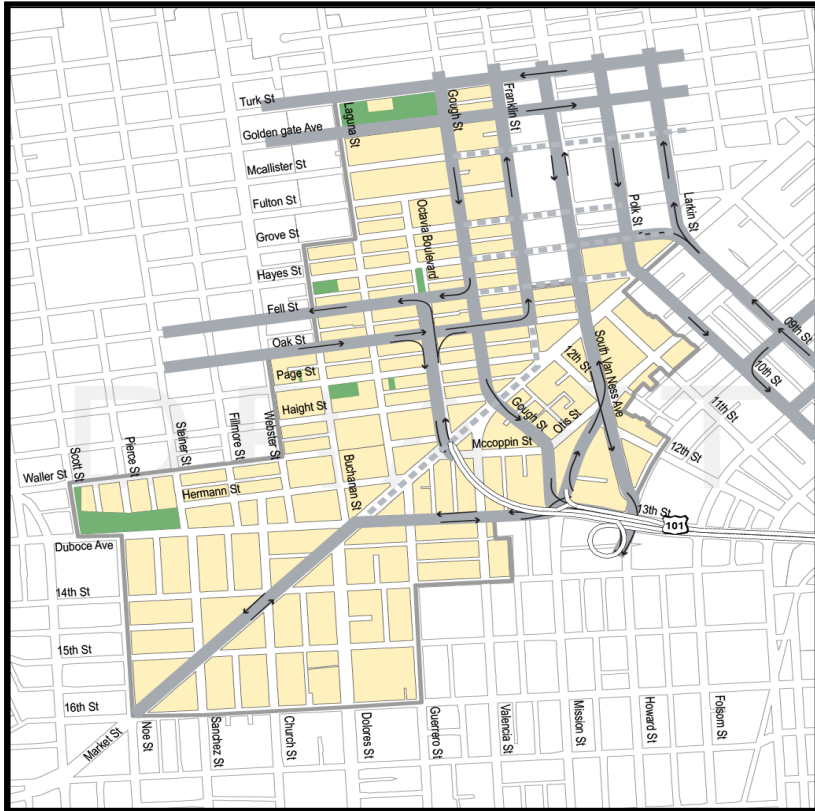 Turk St
Golden gate Ave
Mcallister St
Fulton St
Grove St
Hayes St
Fell St
Oak St
Page St
Haight St
Laguna St
Gough St
Franklin St
Octavia Boulevard
Polk St
Larkin St
09th St
10th St
11th St
12th St
South Van Ness Ave
12th St
Otis St
Gough St
Mccoppin St
13th St
101
DRAFT
Scott St
Pierce St
Steiner St
Fillmore St
Webster St
Buchanan St
Waller St
Hermann St
Duboce Ave
14th St
15th St
16th St
Market St
Noe St
Sanchez St
Church St
Dolores St
Guerrero St
Valencia St
Mission St
Howard St
Folsom St